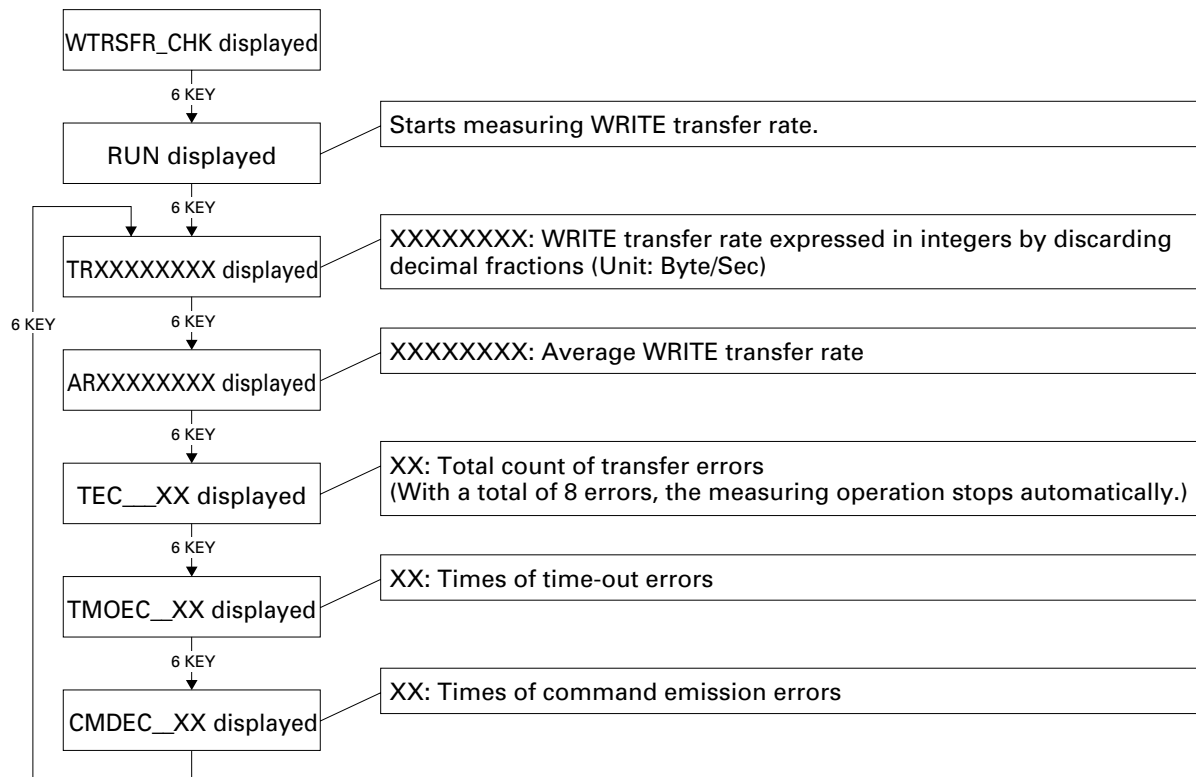 WTRSFR_CHK displayed
6 KEY
RUN displayed
Starts measuring WRITE transfer rate.
6 KEY
TRXXXXXXXX displayed
XXXXXXXX: WRITE transfer rate expressed in integers by discarding
decimal fractions (Unit: Byte/Sec)
6 KEY
6 KEY
ARXXXXXXXX displayed
XXXXXXXX: Average WRITE transfer rate
6 KEY
TEC___XX displayed
XX: Total count of transfer errors
(With a total of 8 errors, the measuring operation stops automatically.)
6 KEY
TMOEC__XX displayed
XX: Times of time-out errors
6 KEY
CMDEC__XX displayed
XX: Times of command emission errors